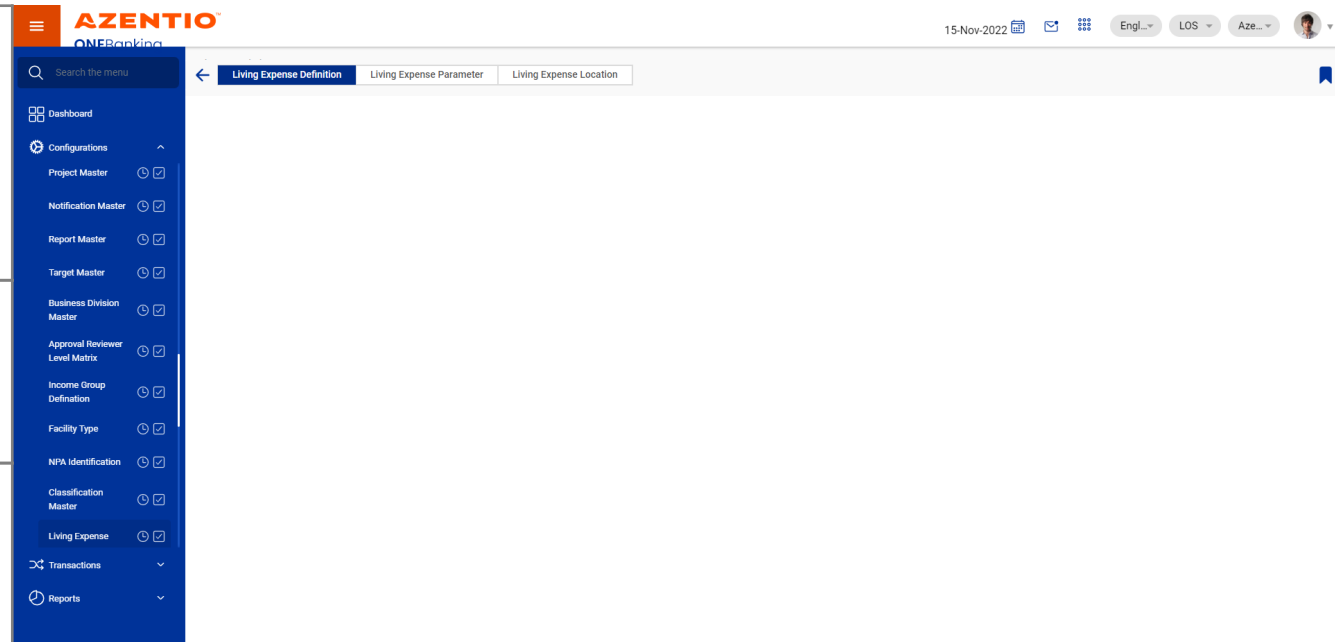 AZENTIO™
ONEBanking
15-Nov-2022
Engl...
LOS
Aze...
Search the menu
Living Expense Definition
Living Expense Parameter
Living Expense Location
Dashboard
Configurations
Project Master
Notification Master
Report Master
Target Master
Business Division
Master
Approval Reviewer
Level Matrix
Income Group
Defination
Facility Type
NPA Identification
Classification
Master
Living Expense
Transactions
Reports